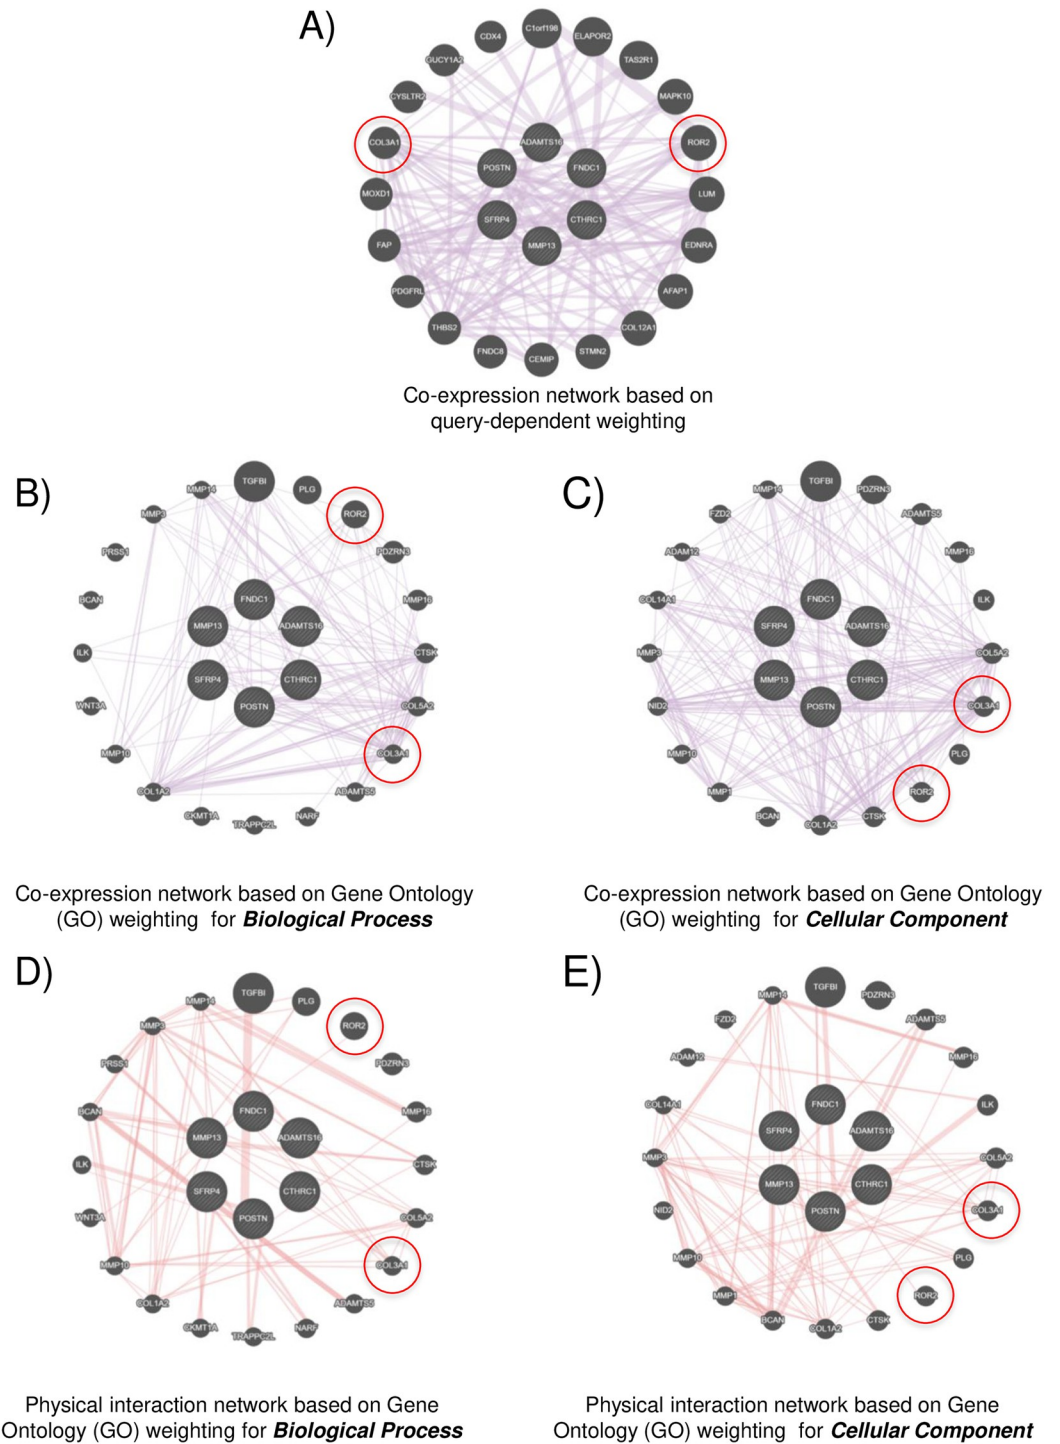 A)
C1orf198
CDX4
ELAPOR2
GUCY1A2
TAS2R1
CYSLTR2
MAPK10
COL3A1
ADAMTS16
ROR2
POSTN
FNDC1
MOXD1
LUM
SFRP4
CTHRC1
FAP
MMP13
EDNRA
PDGFRL
AFAP1
THBS2
COL12A1
FNDC8
CEMIP
STMN2
Co-expression network based on
query-dependent weighting
B)
TGFBI
MMP14
PLG
MMP3
ROR2
PRSS1
PDZRN3
BCAN
FNDC1
MMP16
MMP13
ADAMTS16
ILK
CTSK
SFRP4
CTHRC1
WNT3A
POSTN
COL5A2
MMP10
COL3A1
COL1A2
ADAMTS5
CKMT1A
TRAPPC2L
NARF
Co-expression network based on Gene Ontology
(GO) weighting for Biological Process
C)
TGFBI
MMP14
PDZRN3
FZD2
ADAMTS5
ADAM12
MMP16
COL14A1
FNDC1
ILK
SFRP4
ADAMTS16
MMP3
COL5A2
MMP13
CTHRC1
NID2
POSTN
COL3A1
MMP10
PLG
MMP1
ROR2
BCAN
COL1A2
CTSK
Co-expression network based on Gene Ontology
(GO) weighting for Cellular Component
D)
TGFBI
MMP14
PLG
MMP3
ROR2
PRSS1
PDZRN3
BCAN
FNDC1
MMP16
MMP13
ADAMTS16
ILK
CTSK
SFRP4
CTHRC1
WNT3A
POSTN
COL5A2
MMP10
COL3A1
COL1A2
ADAMTS5
CKMT1A
TRAPPC2L
NARF
Physical interaction network based on Gene
Ontology (GO) weighting for Biological Process
E)
TGFBI
MMP14
PDZRN3
FZD2
ADAMTS5
ADAM12
MMP16
COL14A1
FNDC1
ILK
SFRP4
ADAMTS16
MMP3
COL5A2
MMP13
CTHRC1
NID2
POSTN
COL3A1
MMP10
PLG
MMP1
ROR2
BCAN
COL1A2
CTSK
Physical interaction network based on Gene
Ontology (GO) weighting for Cellular Component